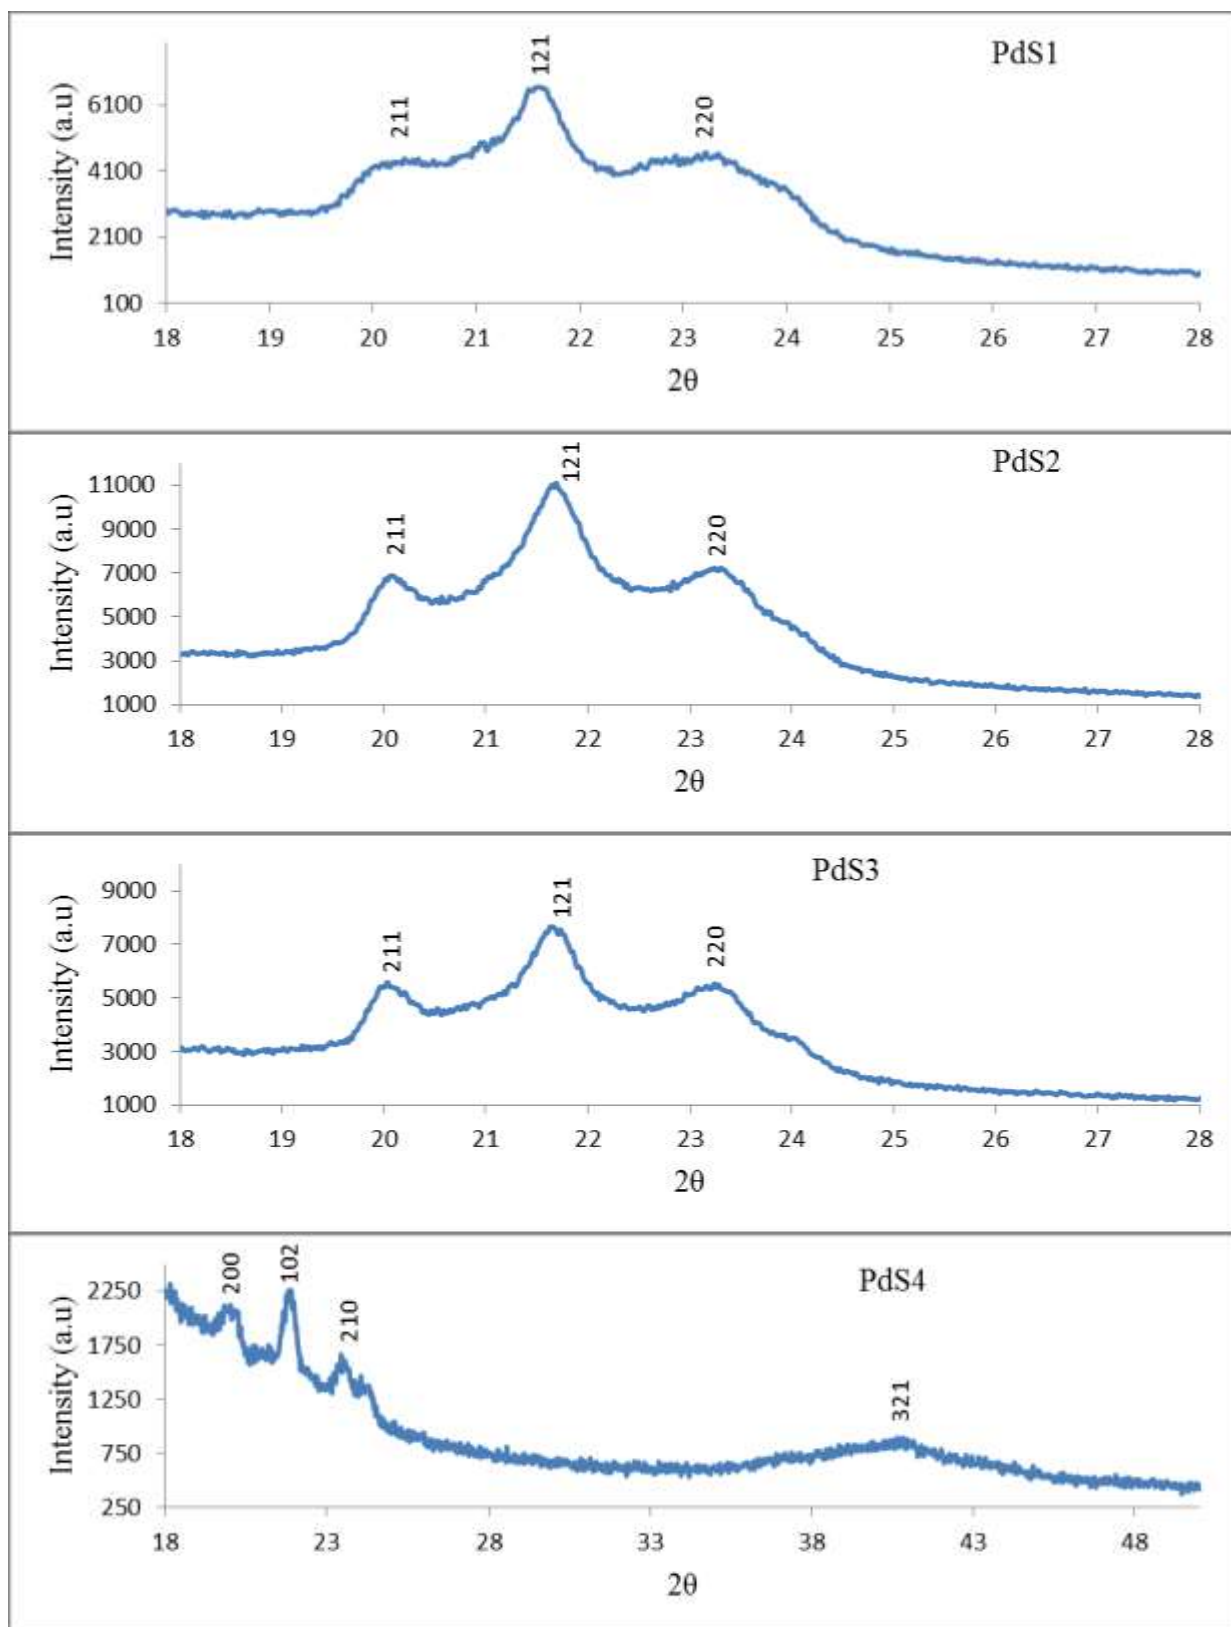 PdS1
121
211
220
Intensity (a.u)
6100
4100
2100
100
18 19 20 21 22 23 24 25 26 27 28
2θ
PdS2
121
211
220
Intensity (a.u)
11000
9000
7000
5000
3000
1000
18 19 20 21 22 23 24 25 26 27 28
2θ
PdS3
121
211
220
Intensity (a.u)
9000
7000
5000
3000
1000
18 19 20 21 22 23 24 25 26 27 28
2θ
PdS4
200
102
210
321
Intensity (a.u)
2250
1750
1250
750
250
18 23 28 33 38 43 48
2θ